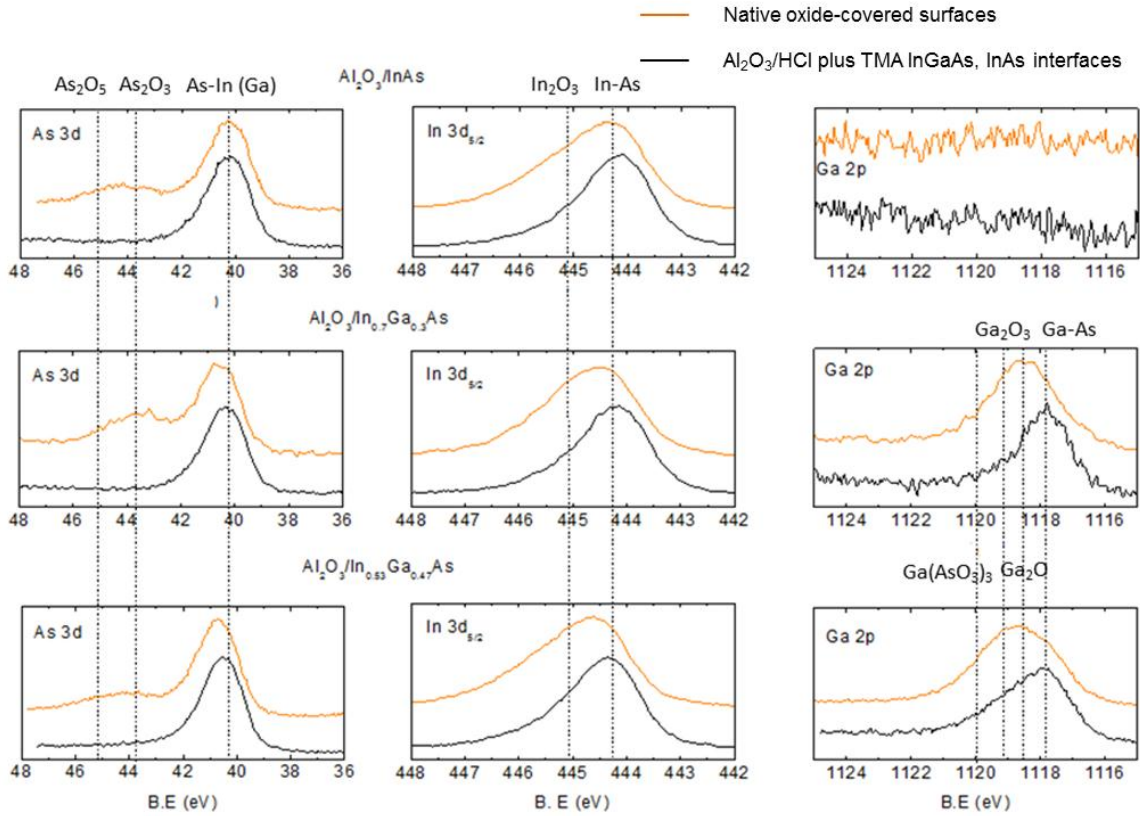 Native oxide-covered surfaces
Al₂O₃/HCl plus TMA InGaAs, InAs interfaces
Al₂O₃/InAs
As₂O₅ As₂O₃ As-In (Ga) In₂O₃ In-As
As 3d In 3d₅/₂ Ga 2p
48 46 44 42 40 38 36 448 447 446 445 444 443 442 1124 1122 1120 1118 1116
)
Al₂O₃/In₀.₇Ga₀.₃As
Ga₂O₃ Ga-As
As 3d In 3d₅/₂ Ga 2p
48 46 44 42 40 38 36 448 447 446 445 444 443 442 1124 1122 1120 1118 1116
Al₂O₃/In₀.₅₃Ga₀.₄₇As
Ga(AsO₃)₃ Ga₂O
As 3d In 3d₅/₂ Ga 2p
48 46 44 42 40 38 36 448 447 446 445 444 443 442 1124 1122 1120 1118 1116
B.E (eV) B. E (eV) B.E (eV)